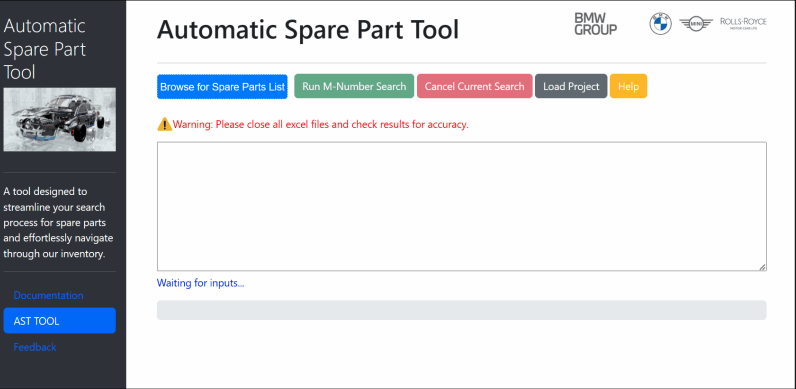 Automatic
Spare Part
Tool
A tool designed to
streamline your search
process for spare parts
and effortlessly navigate
through our inventory.
Documentation
AST TOOL
Feedback
Automatic Spare Part Tool
BMW
GROUP
MINI
ROLLS-ROYCE
MOTOR CARS LTD
Browse for Spare Parts List
Run M-Number Search
Cancel Current Search
Load Project
Help
Warning: Please close all excel files and check results for accuracy.
Waiting for inputs...